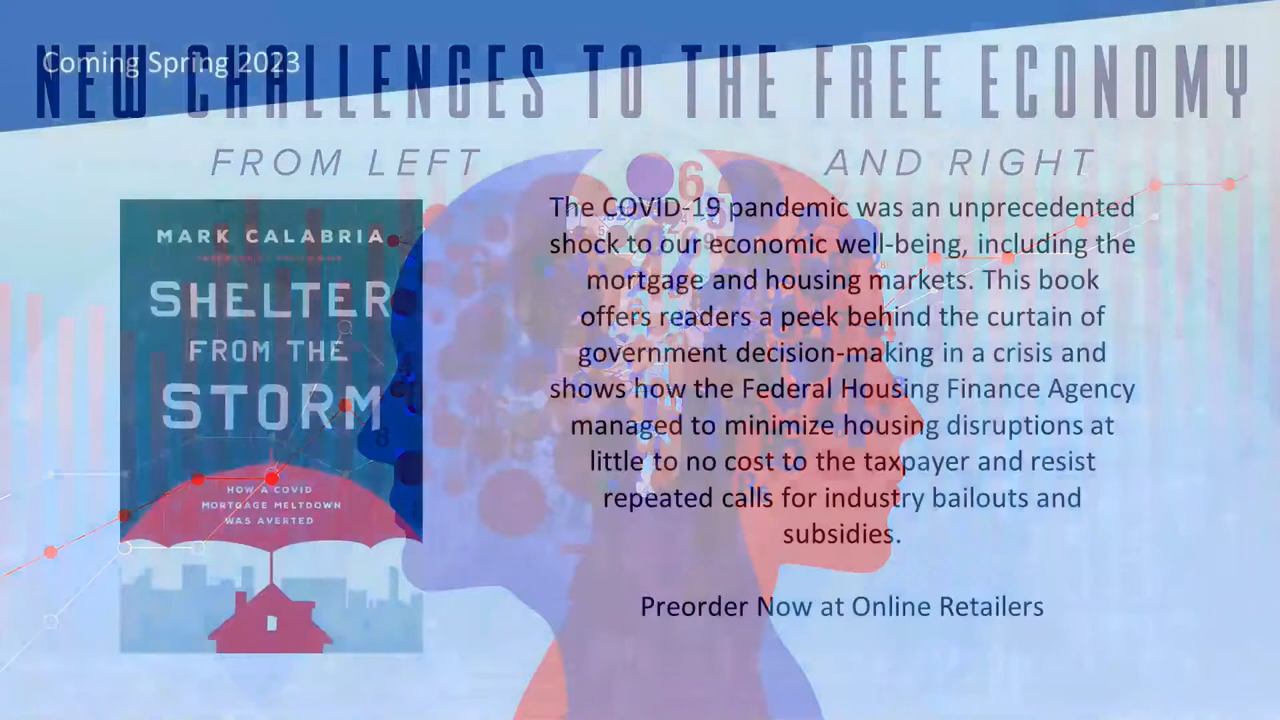 Coming Spring 2023
NEW CHALLENGES TO THE FREE ECONOMY
FROM LEFT
AND RIGHT
MARK CALABRIA
SHELTER
FROM THE
STORM
HOW A COVID
MORTGAGE MELTDOWN
WAS AVERTED
The COVID-19 pandemic was an unprecedented
shock to our economic well-being, including the
mortgage and housing markets. This book
offers readers a peek behind the curtain of
government decision-making in a crisis and
shows how the Federal Housing Finance Agency
managed to minimize housing disruptions at
little to no cost to the taxpayer and resist
repeated calls for industry bailouts and
subsidies.
Preorder Now at Online Retailers